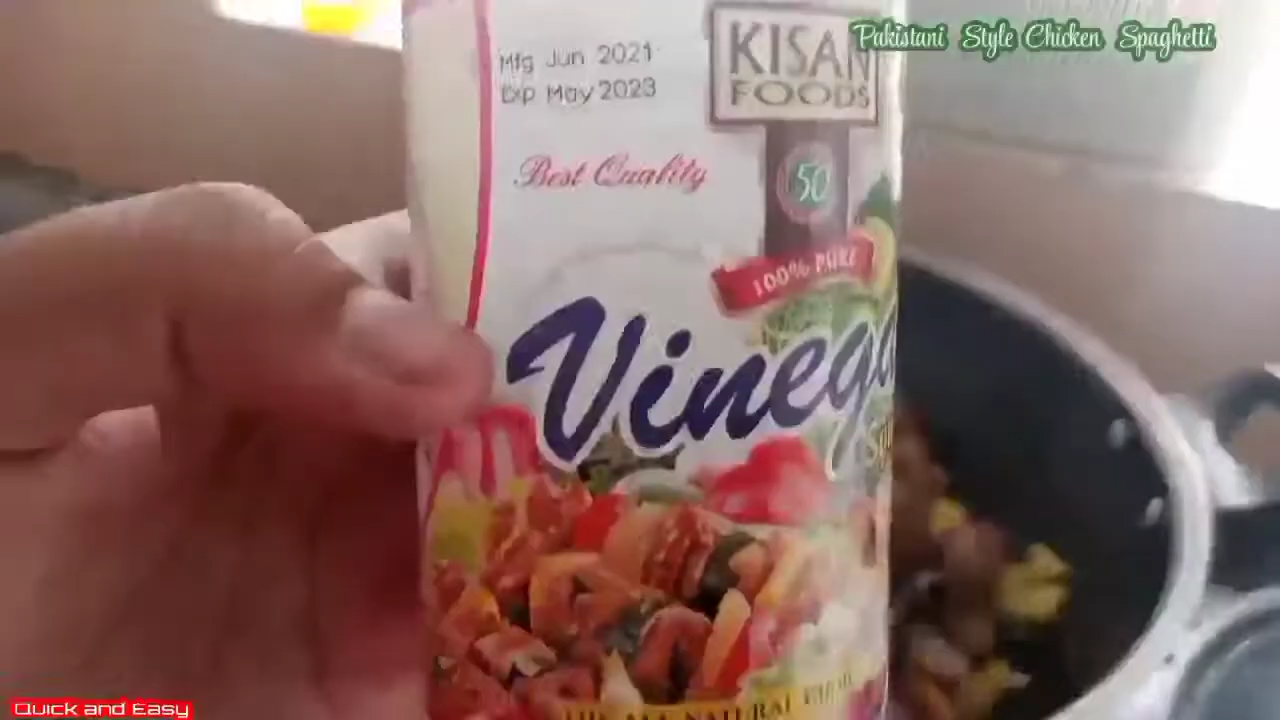 Pakistani Style Chicken Spaghetti
KISAN
FOODS
Mfg Jun 2021
Exp May 2023
Best Quality
50
100% PURE
Vinega
NATURAL
Quick and Easy